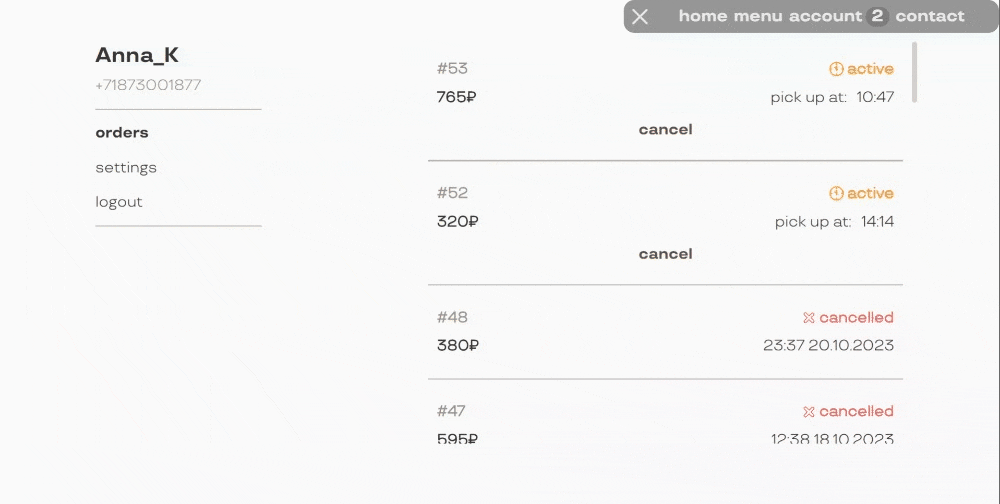 home menu account 2 contact
Anna_K
+71873001877
orders
settings
logout
#53
active
765₽
pick up at: 10:47
cancel
#52
active
320₽
pick up at: 14:14
cancel
#48
cancelled
380₽
23:37 20.10.2023
#47
cancelled
595₽
12:38 18.10.2023